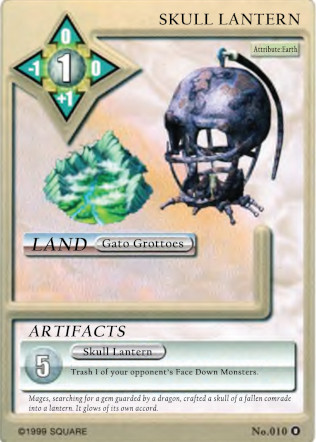 SKULL LANTERN
Attribute:Earth
0
-1 1 0
+1
LAND Gato Grottoes
ARTIFACTS
5
Skull Lantern
Trash 1 of your opponent's Face Down Monsters.
Mages, searching for a gem guarded by a dragon, crafted a skull of a fallen comrade
into a lantern. It glows of its own accord.
©1999 SQUARE
No.010